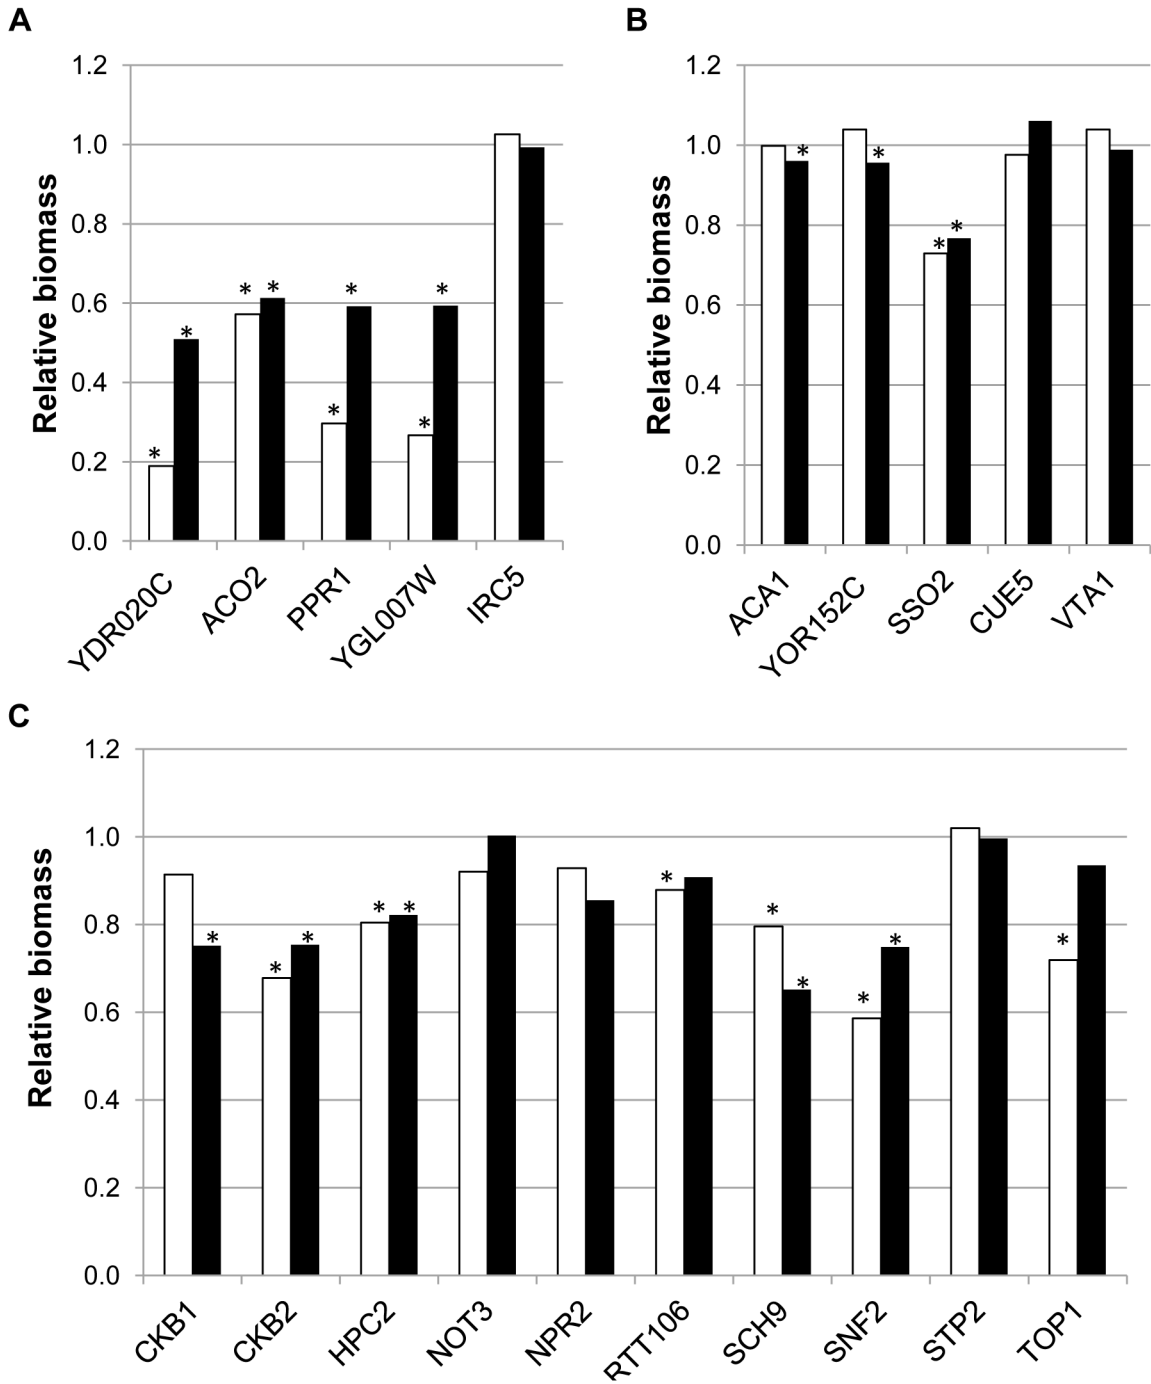 A
Relative biomass
1.2
1.0
0.8
0.6
0.4
0.2
0.0
* * * * * * * *
YDR020C ACO2 PPR1 YGL007W IRC5
B
Relative biomass
1.2
1.0
0.8
0.6
0.4
0.2
0.0
* * * *
ACA1 YOR152C SSO2 CUE5 VTA1
C
Relative biomass
1.2
1.0
0.8
0.6
0.4
0.2
0.0
* * * * * * * * * * *
CKB1 CKB2 HPC2 NOT3 NPR2 RTT106 SCH9 SNF2 STP2 TOP1